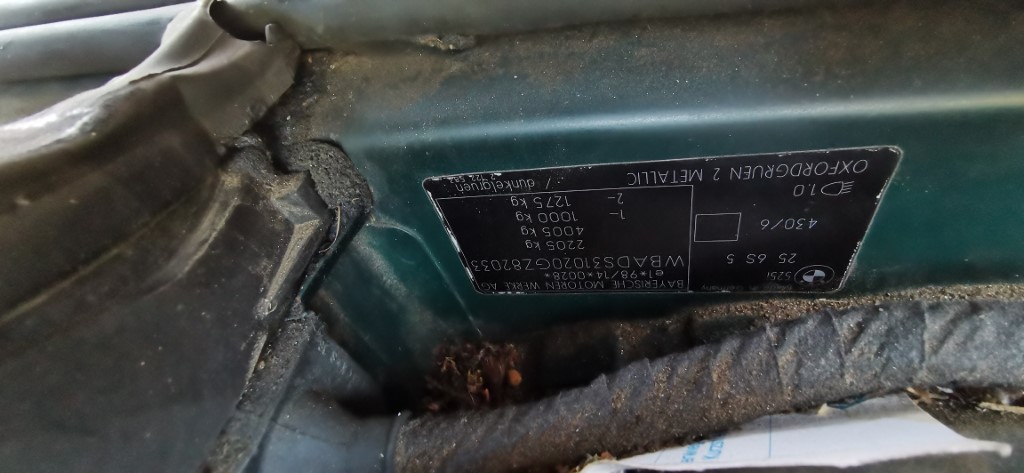 BAYERISCHE MOTOREN WERKE AG
e1*98/14*0028*
WBADS31020GZ82033
2205 kg
4005 kg
1– 1000 kg
2– 1275 kg
525i
25 6S 5
430/6
1.0
OXFORDGRUEN 2 METALLIC
/ dunkelgruen